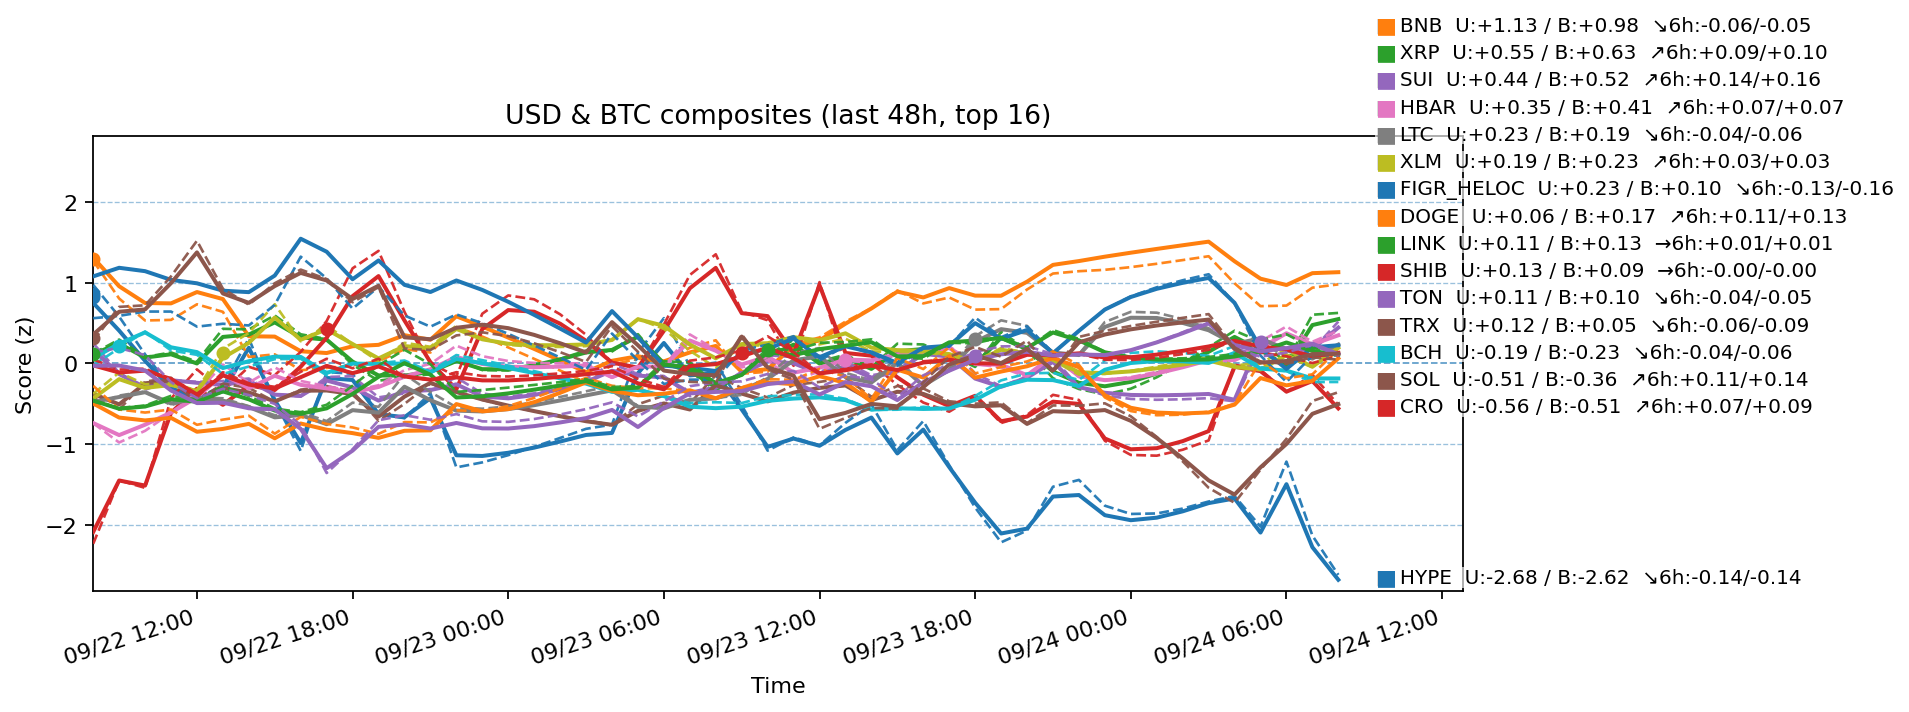 USD & BTC composites (last 48h, top 16)
BNB U:+1.13 / B:+0.98 ↘6h:-0.06/-0.05
XRP U:+0.55 / B:+0.63 ↗6h:+0.09/+0.10
SUI U:+0.44 / B:+0.52 ↗6h:+0.14/+0.16
HBAR U:+0.35 / B:+0.41 ↗6h:+0.07/+0.07
LTC U:+0.23 / B:+0.19 ↘6h:-0.04/-0.06
XLM U:+0.19 / B:+0.23 ↗6h:+0.03/+0.03
FIGR_HELOC U:+0.23 / B:+0.10 ↘6h:-0.13/-0.16
DOGE U:+0.06 / B:+0.17 ↗6h:+0.11/+0.13
LINK U:+0.11 / B:+0.13 →6h:+0.01/+0.01
SHIB U:+0.13 / B:+0.09 →6h:-0.00/-0.00
TON U:+0.11 / B:+0.10 ↘6h:-0.04/-0.05
TRX U:+0.12 / B:+0.05 ↘6h:-0.06/-0.09
BCH U:-0.19 / B:-0.23 ↘6h:-0.04/-0.06
SOL U:-0.51 / B:-0.36 ↗6h:+0.11/+0.14
CRO U:-0.56 / B:-0.51 ↗6h:+0.07/+0.09
HYPE U:-2.68 / B:-2.62 ↘6h:-0.14/-0.14
Score (z)
2
1
0
−1
−2
09/22 12:00
09/22 18:00
09/23 00:00
09/23 06:00
09/23 12:00
09/23 18:00
09/24 00:00
09/24 06:00
09/24 12:00
Time